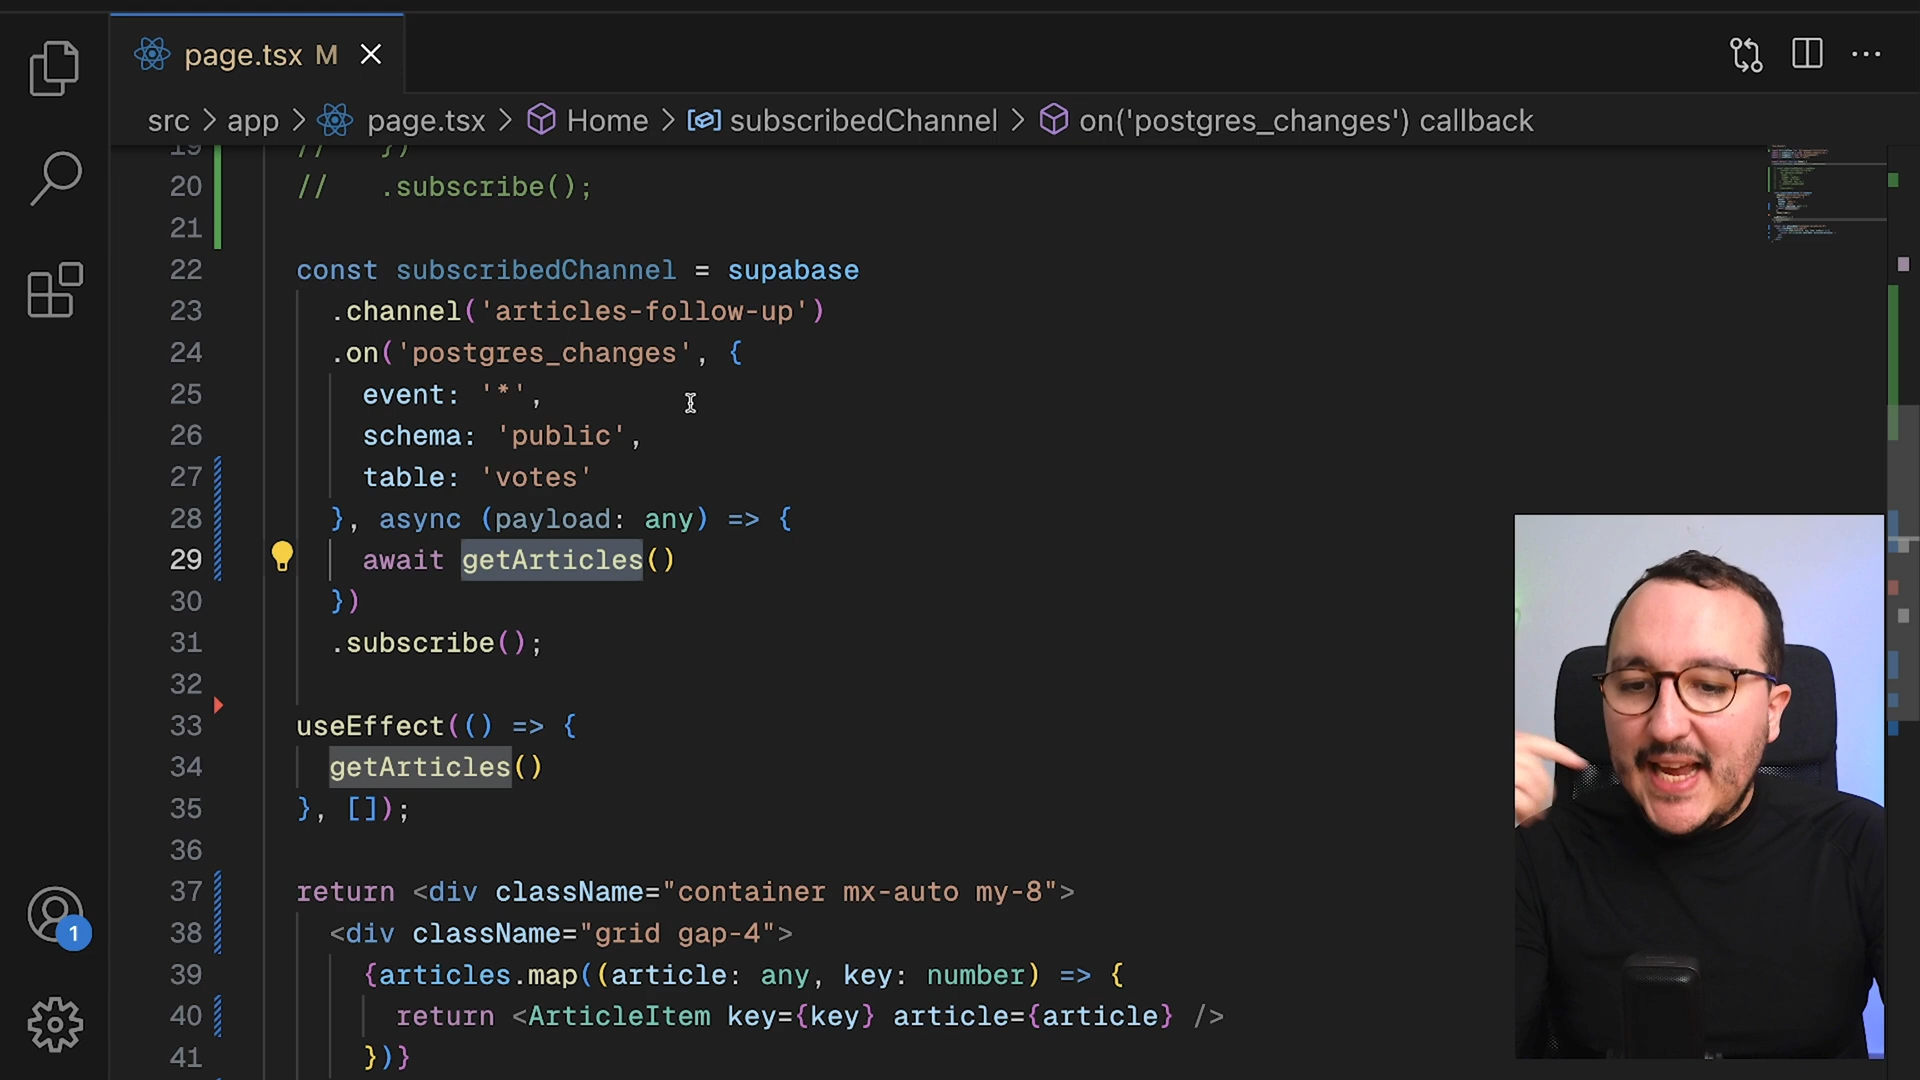 page.tsx M
src > app > page.tsx > Home > subscribedChannel > on('postgres_changes') callback
19 // })
20 // .subscribe();
21
22 const subscribedChannel = supabase
23 .channel('articles-follow-up')
24 .on('postgres_changes', {
25 event: '*',
26 schema: 'public',
27 table: 'votes'
28 }, async (payload: any) => {
29 await getArticles()
30 })
31 .subscribe();
32
33 useEffect(() => {
34 getArticles()
35 }, []);
36
37 return <div className="container mx-auto my-8">
38 <div className="grid gap-4">
39 {articles.map((article: any, key: number) => {
40 return <ArticleItem key={key} article={article} />
41 })}
1